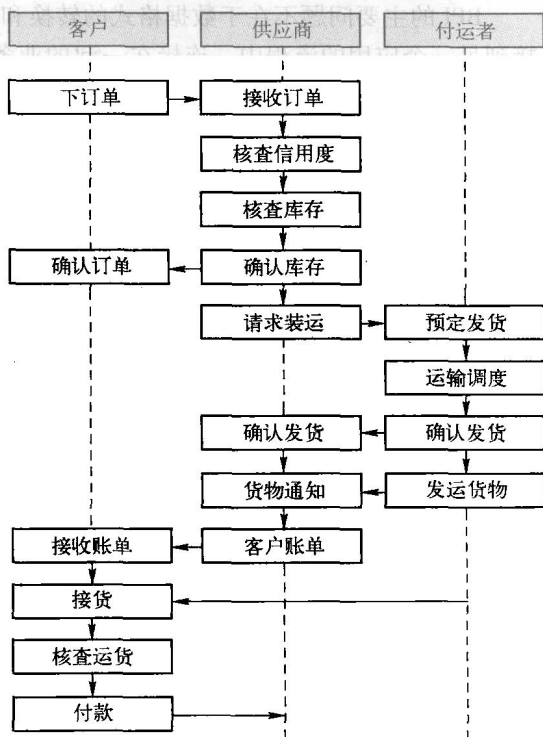 客户 供应商 付运者
下订单 接收订单
核查信用度
核查库存
确认订单 确认库存
请求装运 预定发货
运输调度
确认发货 确认发货
货物通知 发运货物
接收账单 客户账单
接货
核查运货
付款